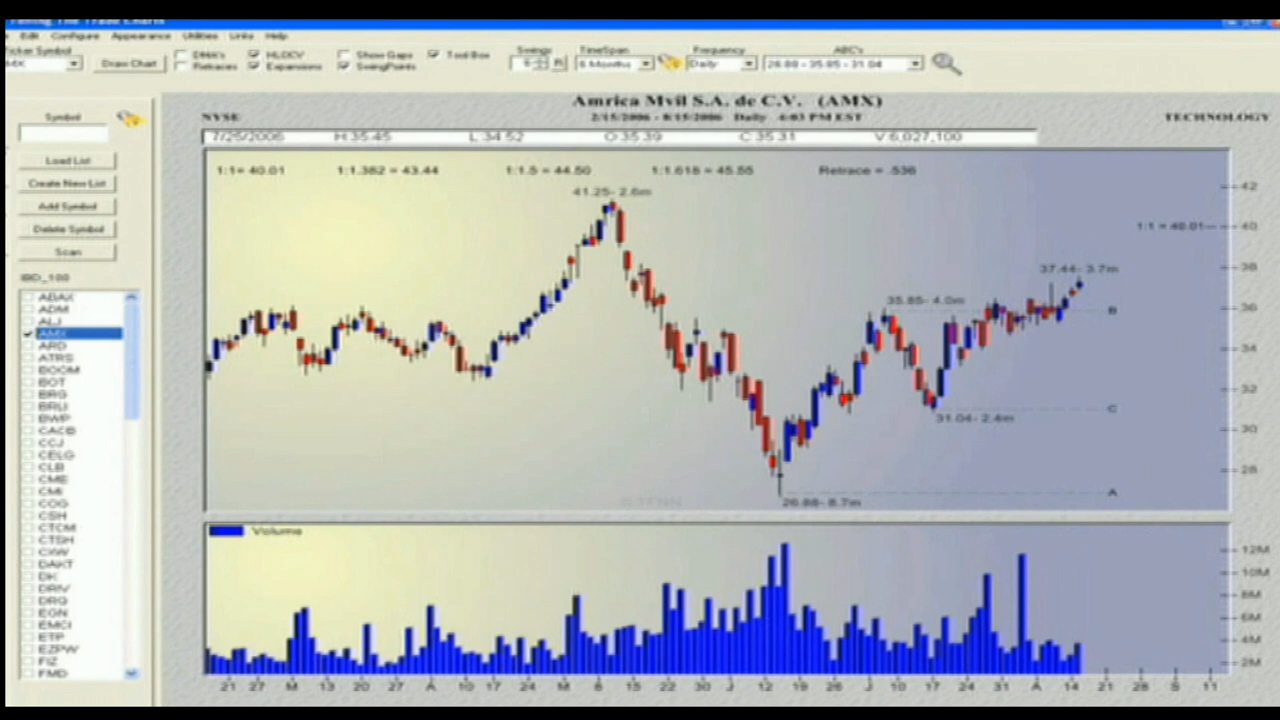 Edit Configure Appearance Utilities Links Help
Ticker Symbol
Draw Chart
DMA's
Retraces
HLOCV
Expansions
Show Gaps
SwingPoints
Tool Box
Swings
TimeSpan
6 Months
Frequency
Daily
ABC's
26.88 - 35.85 - 31.04
Symbol
Load List
Create New List
Add Symbol
Delete Symbol
Scan
IBD_100
ABAX
ADM
ALJ
AMX
ARD
ATRS
BOOM
BOT
BRG
BRLI
BWP
CACB
CCJ
CELG
CLB
CME
CMI
COG
CSH
CTCM
CTSH
CXW
DAKT
DK
DRIV
DRQ
EGN
EMCI
ETP
EZPW
FIZ
FMD
Amrica Mvil S.A. de C.V. (AMX)
NYSE
2/15/2006 - 8/15/2006 Daily 4:03 PM EST
TECHNOLOGY
7/25/2006 H:35.45 L:34.52 O:35.39 C:35.31 V:6,027,100
1:1= 40.01 1:1.382 = 43.44 1:1.5 = 44.50 1:1.618 = 45.55 Retrace = .536
41.25- 2.6m
42
1:1 = 40.01
40
37.44- 3.7m
38
35.85- 4.0m
B
36
34
32
C
31.04- 2.4m
30
28
A
26.88- 8.7m
Volume
12M
10M
8M
6M
4M
2M
21 27 M 13 20 27 A 10 17 24 M 8 15 22 30 J 12 19 26 J 10 17 24 31 A 14 21 28 S 11